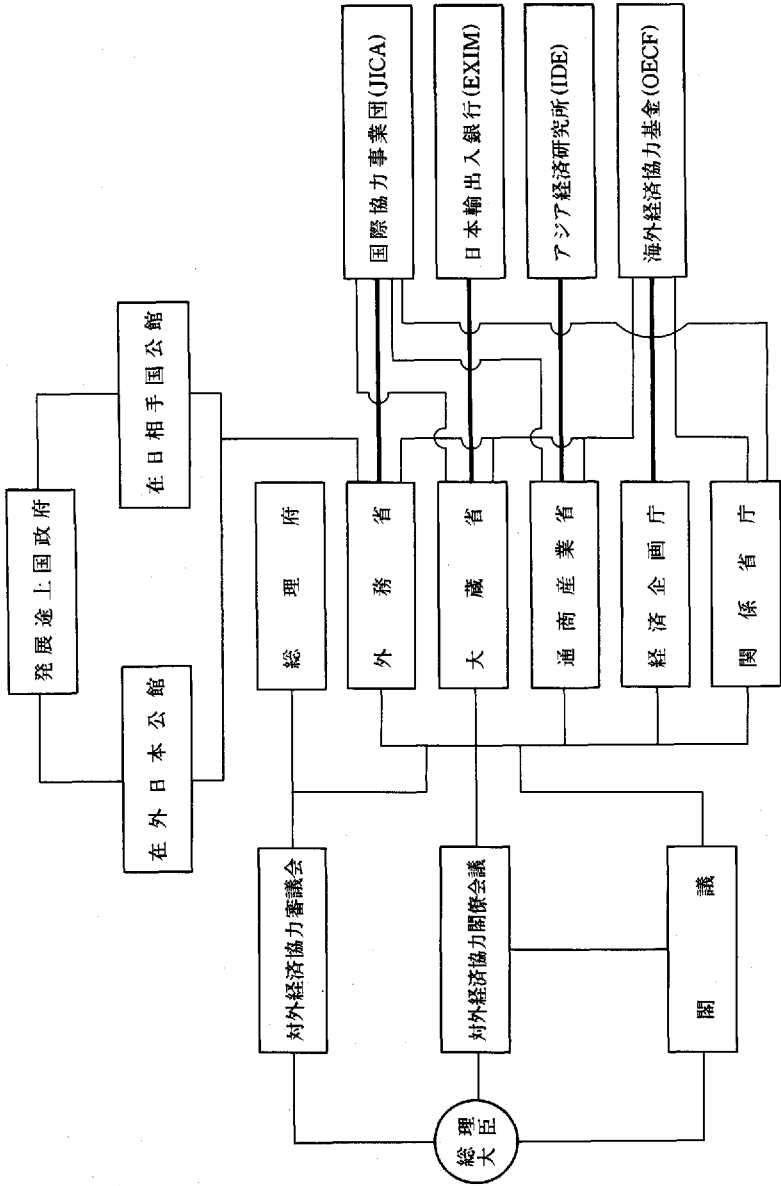 発展途上国政府
在外日本公館
在日相手国公館
総理大臣
対外経済協力審議会
対外経済協力閣僚会議
閣議
総理府
外務省
大蔵省
通商産業省
経済企画庁
関係省庁
国際協力事業団(JICA)
日本輸出入銀行(EXIM)
アジア経済研究所(IDE)
海外経済協力基金(OECF)